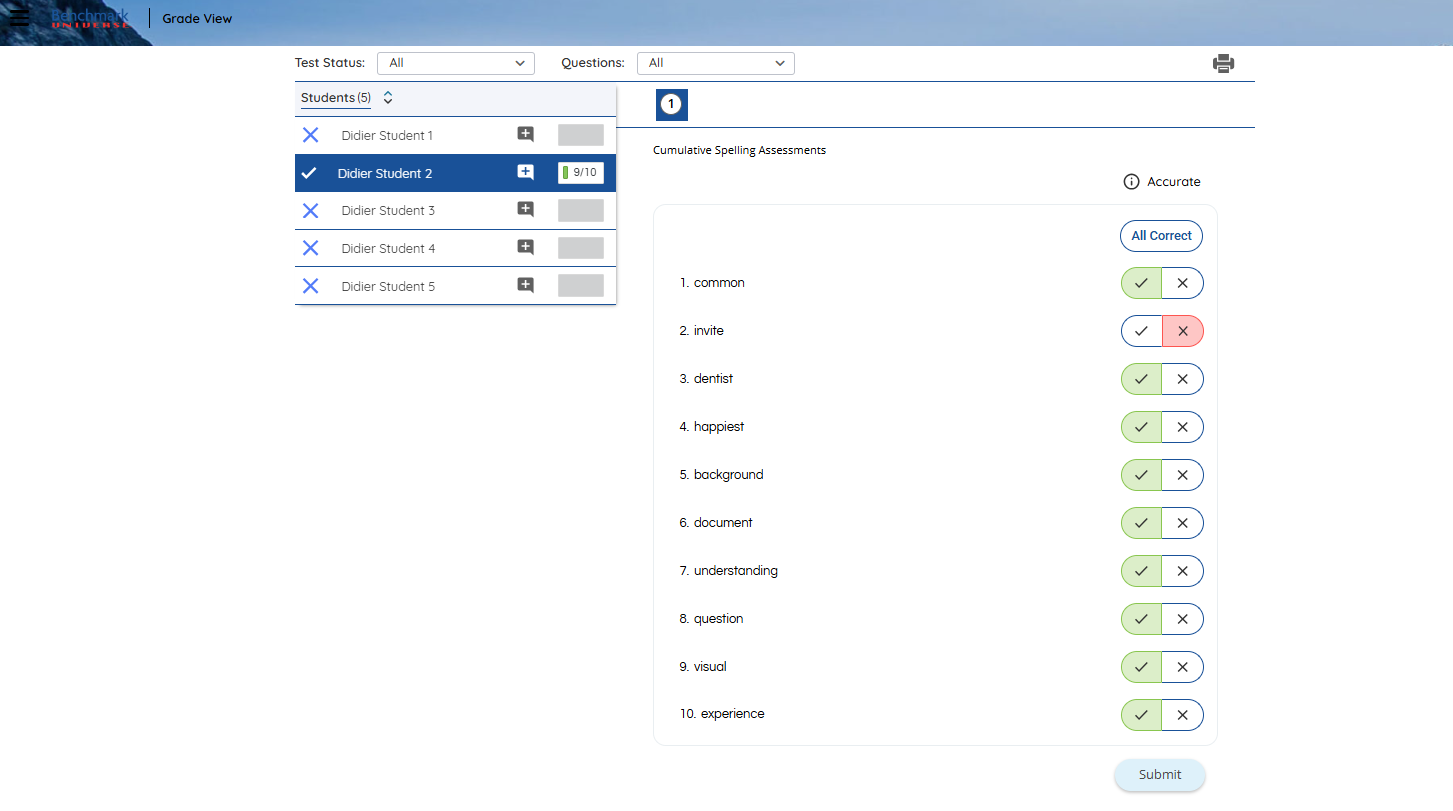 Benchmark
UNIVERSE
Grade View
Test Status: All Questions: All
Students (5)
1
Didier Student 1
Didier Student 2 9/10
Didier Student 3
Didier Student 4
Didier Student 5
Cumulative Spelling Assessments
Accurate
All Correct
1. common
2. invite
3. dentist
4. happiest
5. background
6. document
7. understanding
8. question
9. visual
10. experience
Submit